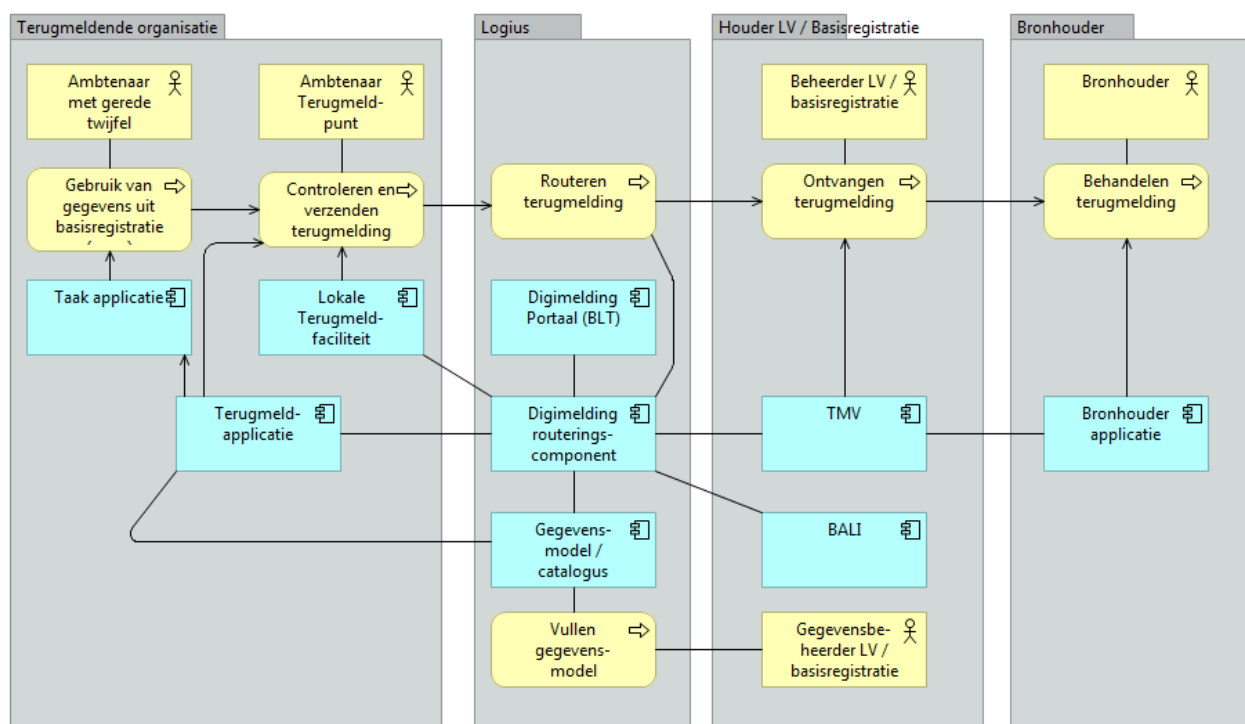 Terugmeldende organisatie
Logius
Houder LV / Basisregistratie
Bronhouder
Ambtenaar
met gerede
twijfel
Ambtenaar
Terugmeld-
punt
Beheerder LV /
basisregistratie
Bronhouder
Gebruik van
gegevens uit
basisregistratie
Controleren en
verzenden
terugmelding
Routeren
terugmelding
Ontvangen
terugmelding
Behandelen
terugmelding
Taak applicatie
Lokale
Terugmeld-
faciliteit
Digimelding
Portaal (BLT)
Terugmeld-
applicatie
Digimelding
routerings-
component
TMV
Bronhouder
applicatie
Gegevens-
model /
catalogus
BALI
Vullen
gegevens-
model
Gegevensbe-
heerder LV /
basisregistratie